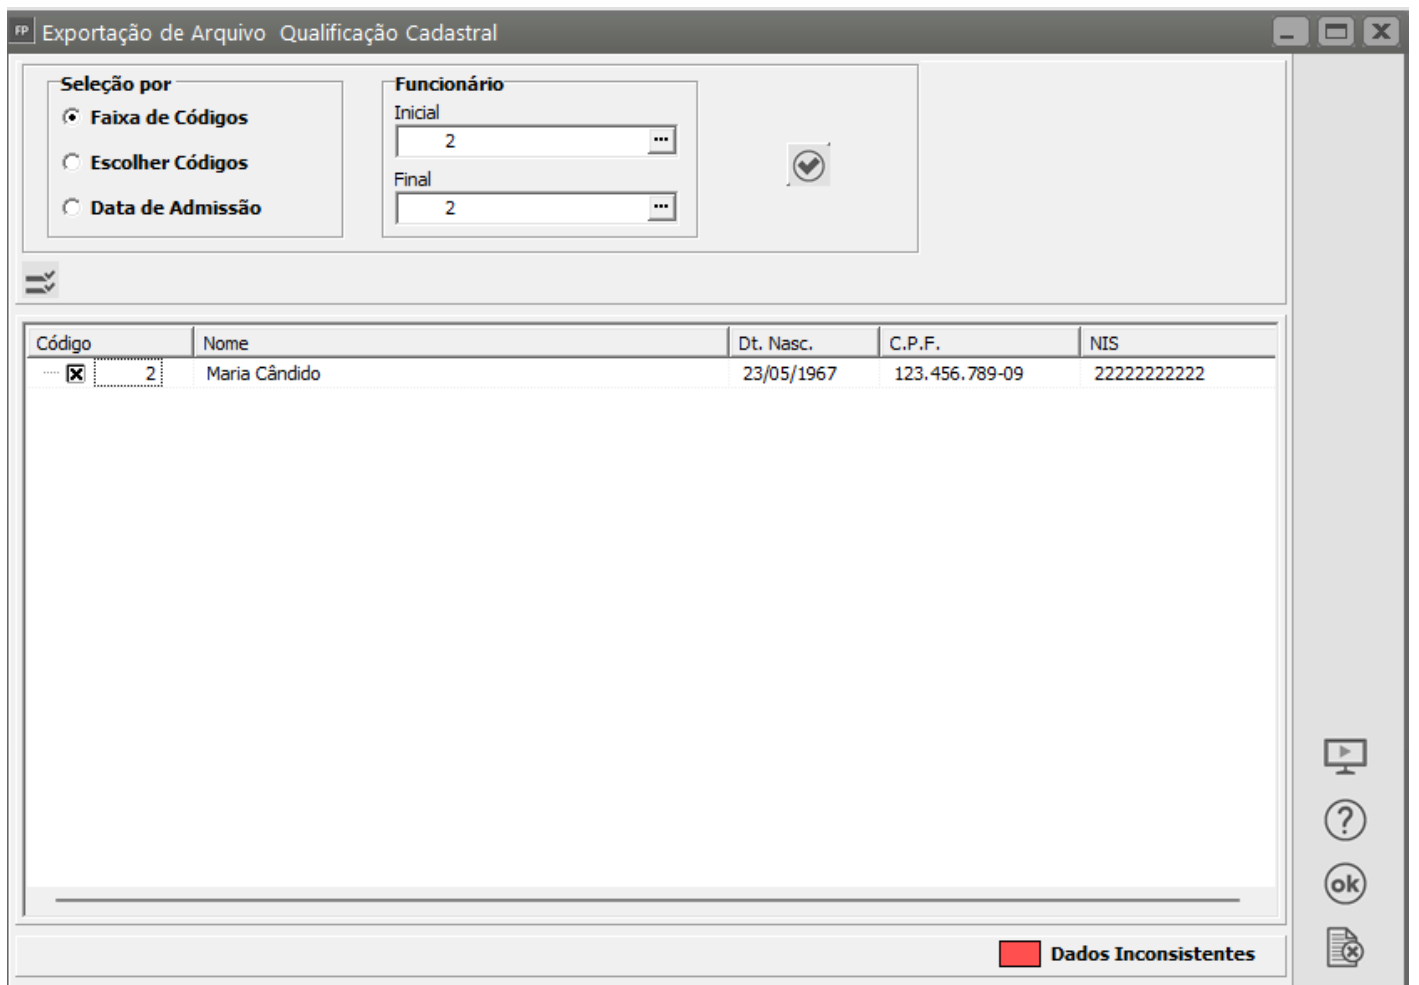 FP Exportação de Arquivo Qualificação Cadastral
Seleção por
Faixa de Códigos
Escolher Códigos
Data de Admissão
Funcionário
Inicial
2 ...
Final
2 ...
Código Nome Dt. Nasc. C.P.F. NIS
2 Maria Cândido 23/05/1967 123.456.789-09 22222222222
?
ok
Dados Inconsistentes